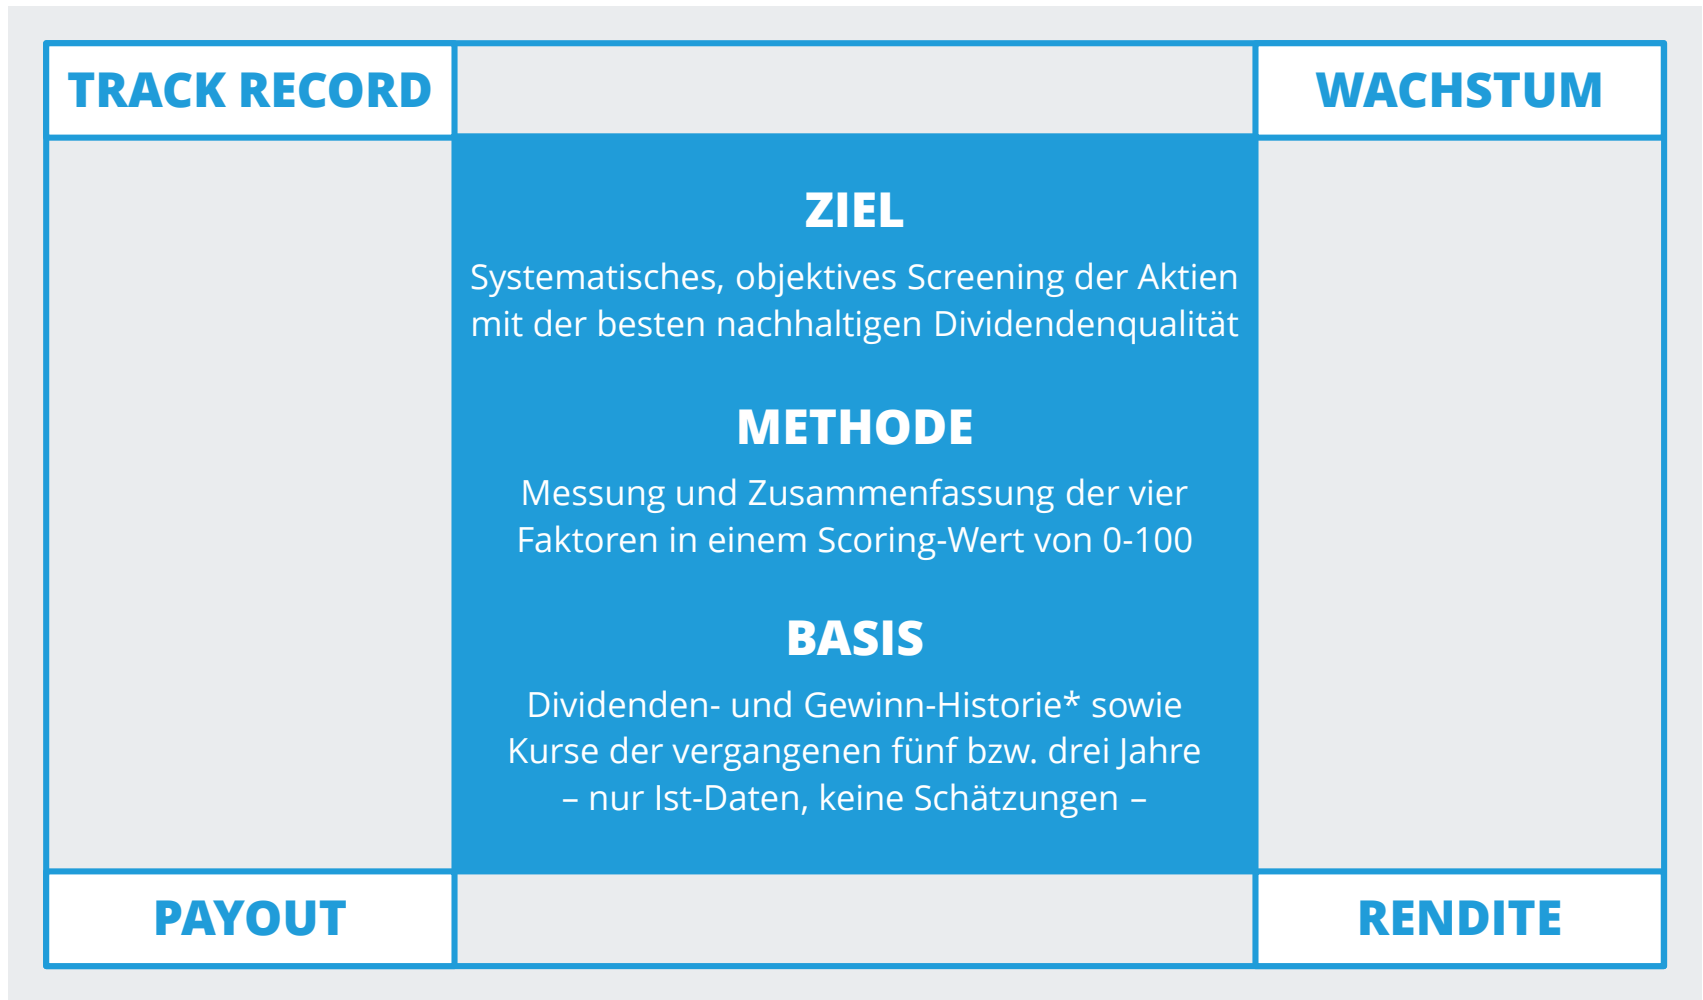 TRACK RECORD
WACHSTUM
ZIEL
Systematisches, objektives Screening der Aktien
mit der besten nachhaltigen Dividendenqualität
METHODE
Messung und Zusammenfassung der vier
Faktoren in einem Scoring-Wert von 0-100
BASIS
Dividenden- und Gewinn-Historie* sowie
Kurse der vergangenen fünf bzw. drei Jahre
– nur Ist-Daten, keine Schätzungen –
PAYOUT
RENDITE